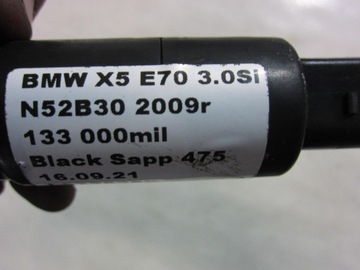 BMW X5 E70 3.0Si
N52B30 2009r
133 000mil
Black Sapp 475
16.09.21